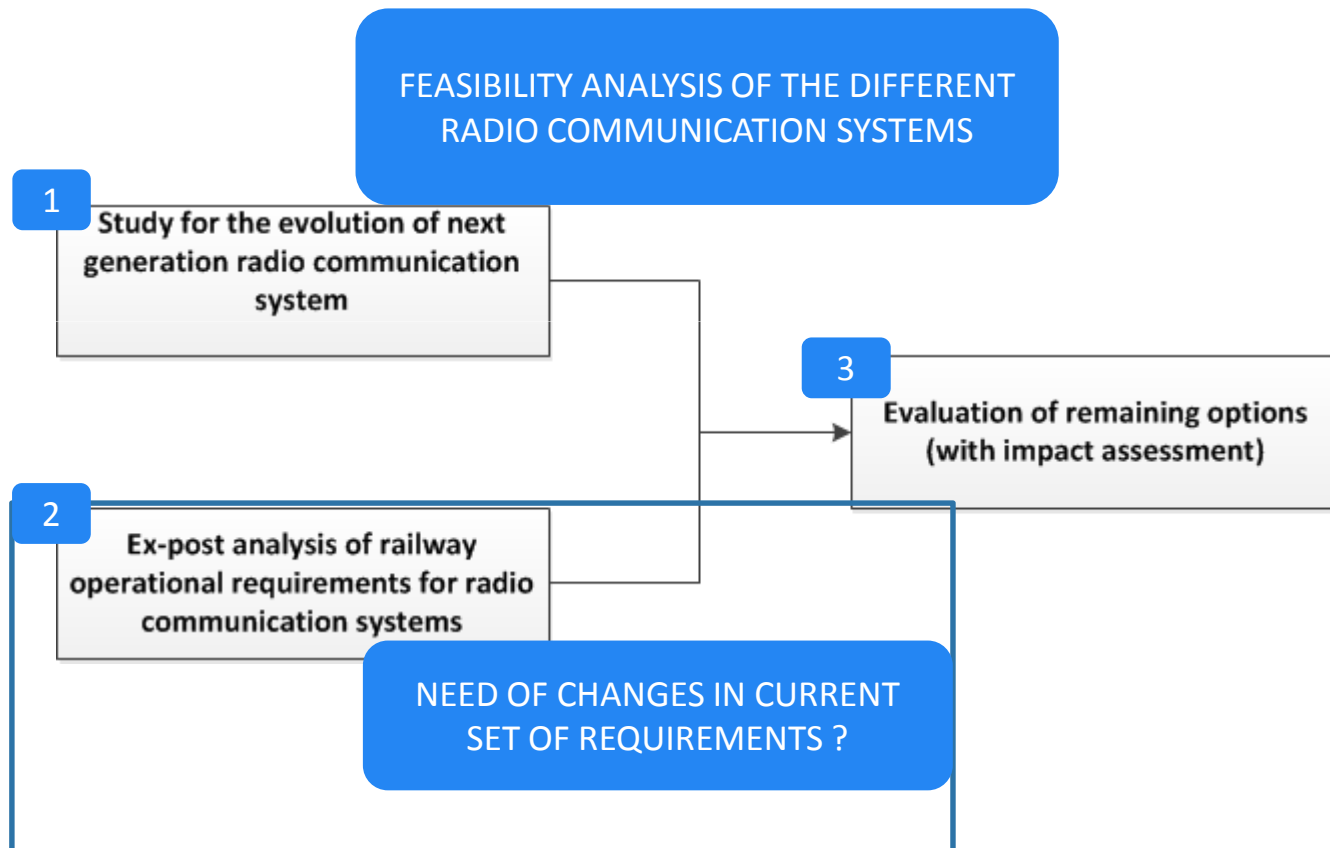 FEASIBILITY ANALYSIS OF THE DIFFERENT
RADIO COMMUNICATION SYSTEMS
1
Study for the evolution of next
generation radio communication
system
3
Evaluation of remaining options
(with impact assessment)
2
Ex-post analysis of railway
operational requirements for radio
communication systems
NEED OF CHANGES IN CURRENT
SET OF REQUIREMENTS ?